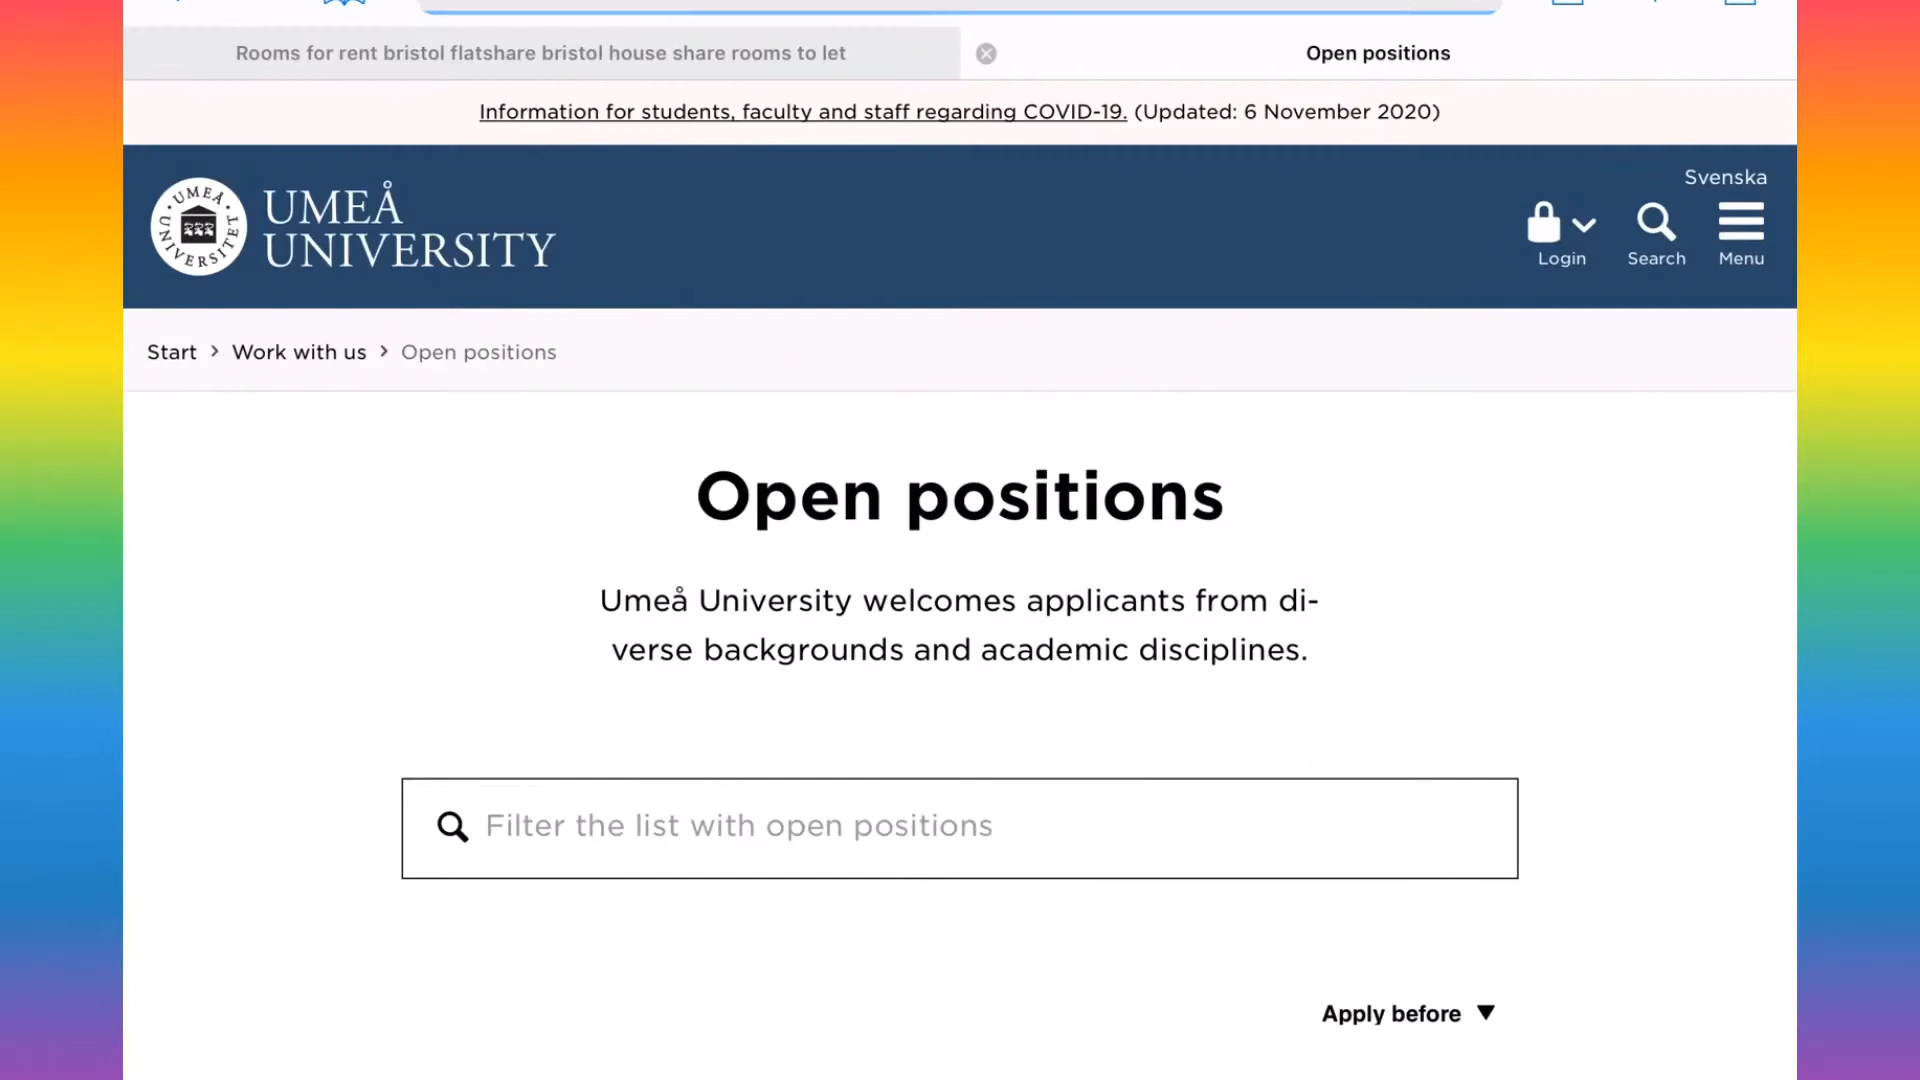 Rooms for rent bristol flatshare bristol house share rooms to let
Open positions
Information for students, faculty and staff regarding COVID-19. (Updated: 6 November 2020)
Svenska
UMEÅ
UNIVERSITET
UMEÅ
UNIVERSITY
Login
Search
Menu
Start > Work with us > Open positions
Open positions
Umeå University welcomes applicants from di-
verse backgrounds and academic disciplines.
Filter the list with open positions
Apply before ▼